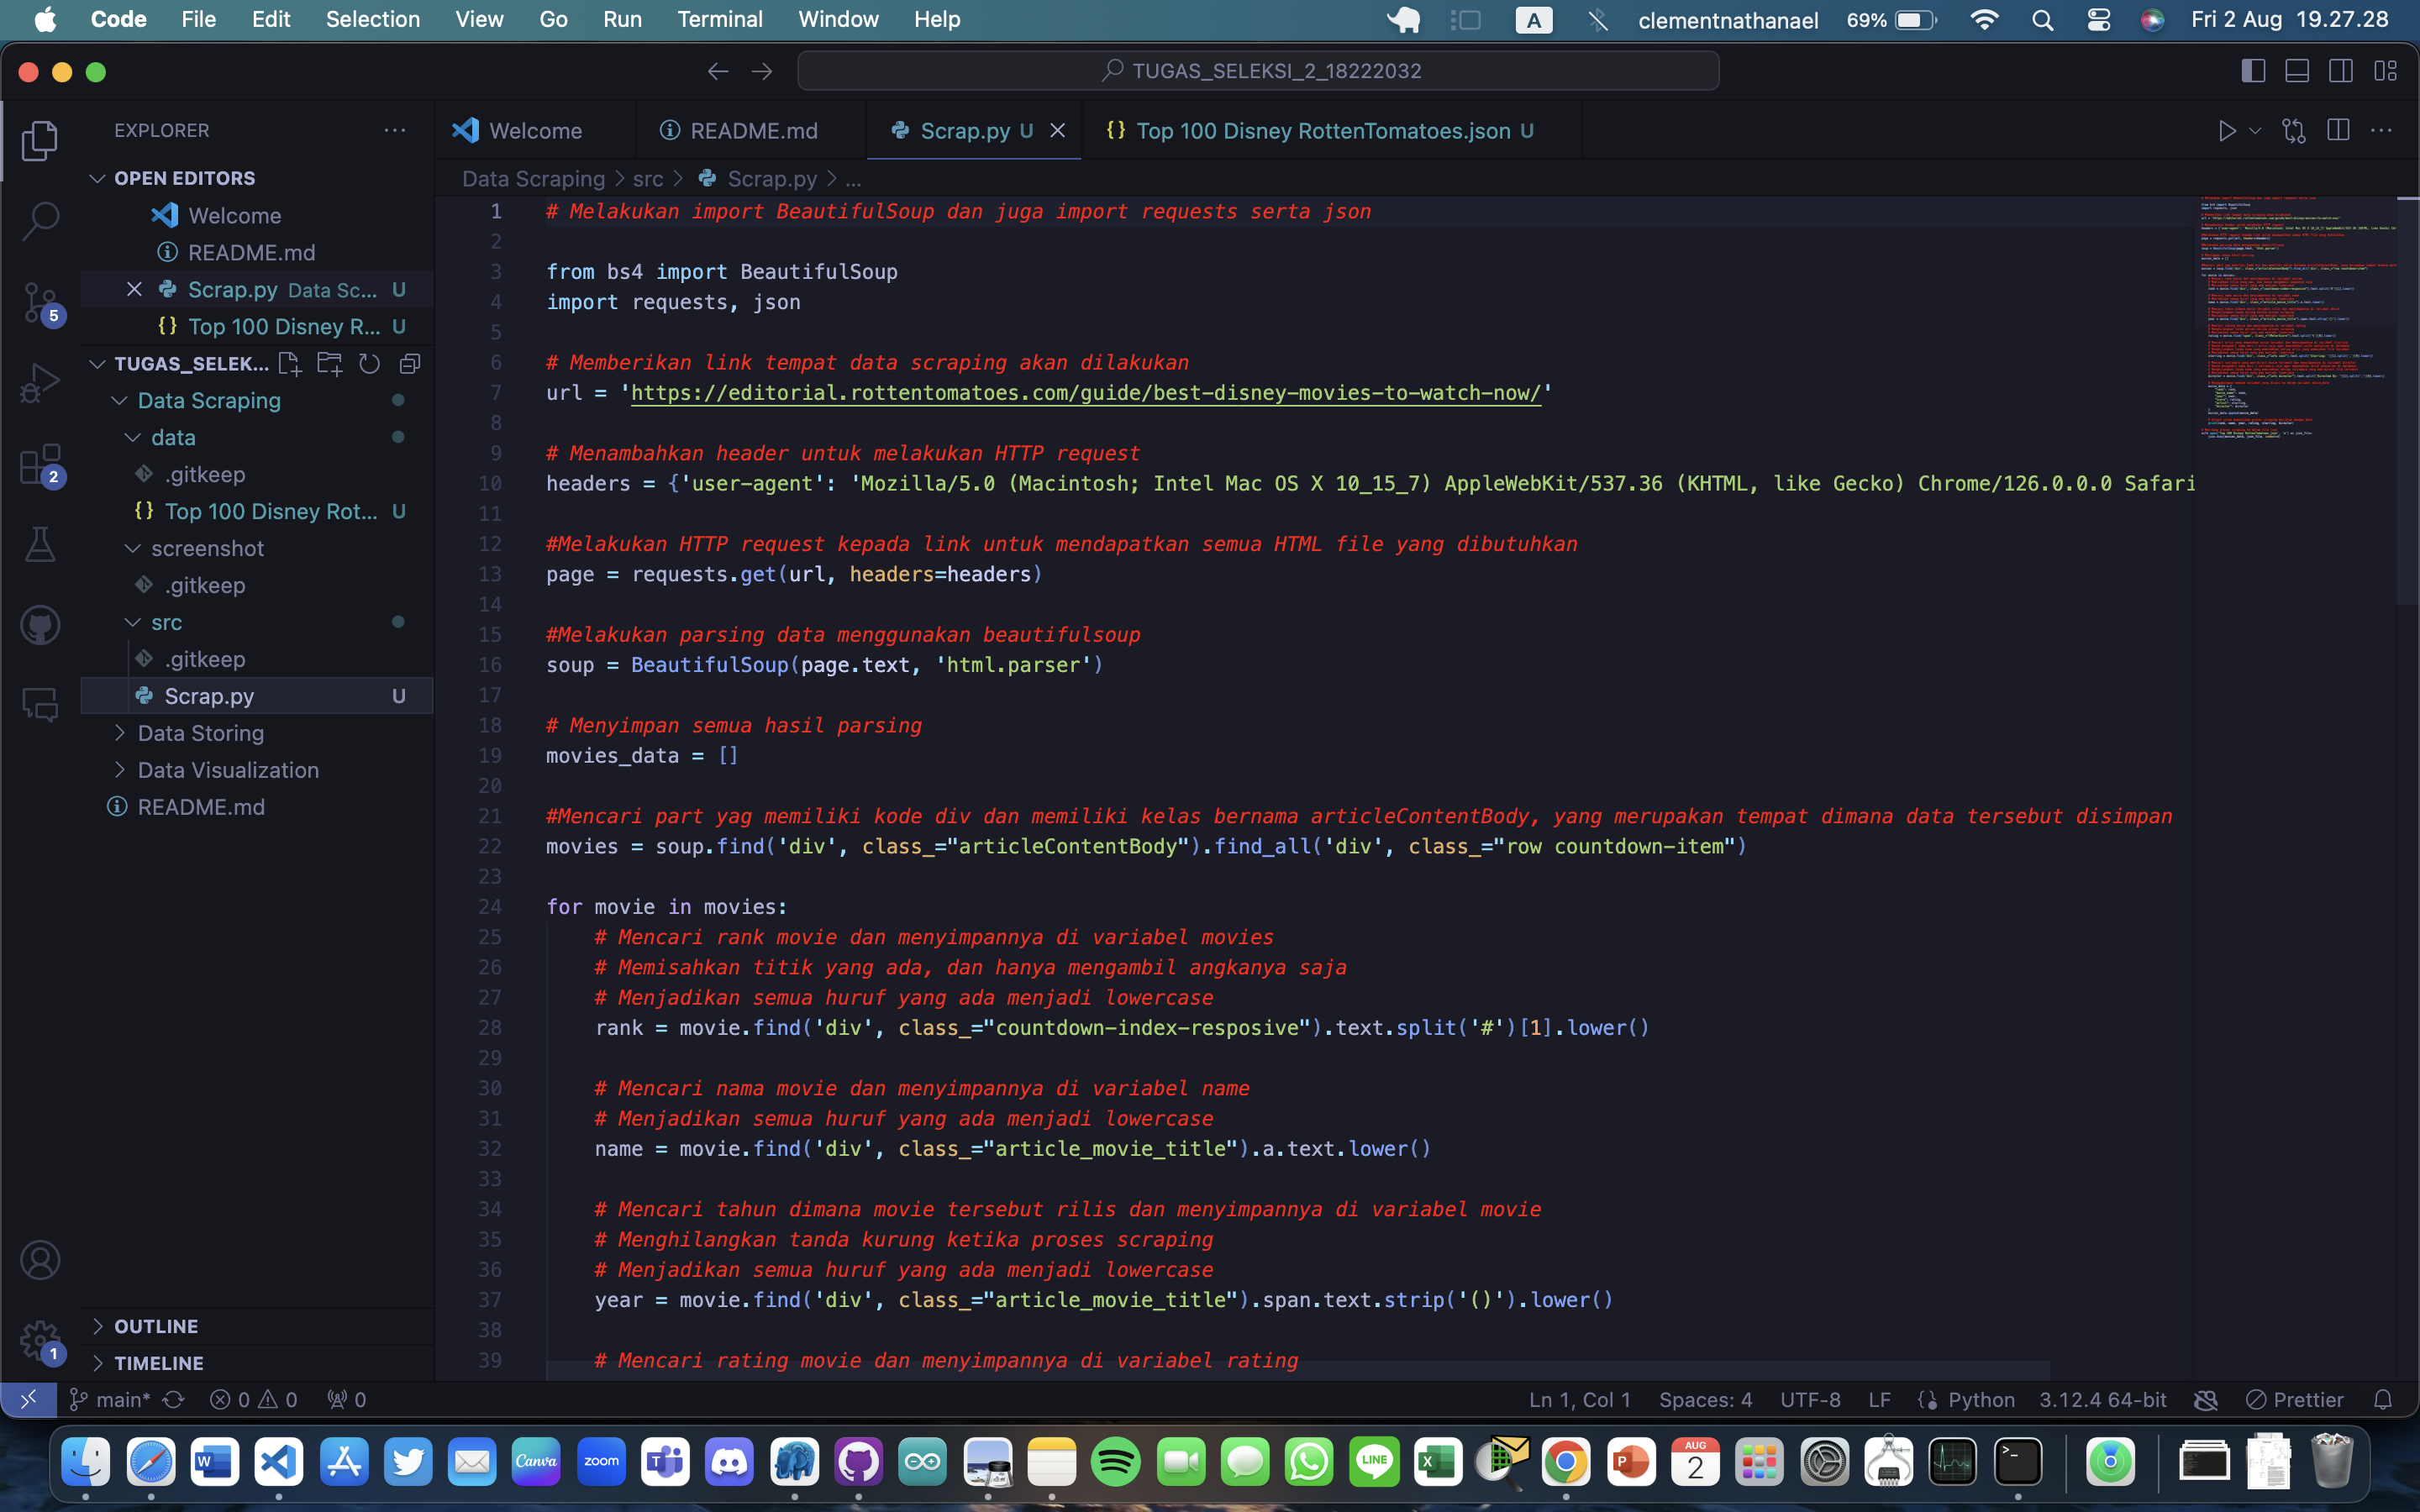 Code File Edit Selection View Go Run Terminal Window Help A clementnathanael 69% Fri 2 Aug 19.27.28
TUGAS_SELEKSI_2_18222032
EXPLORER
OPEN EDITORS
Welcome
README.md
Scrap.py Data Sc... U
Top 100 Disney R... U
TUGAS_SELEK...
Data Scraping
data
.gitkeep
Top 100 Disney Rot... U
screenshot
.gitkeep
src
.gitkeep
Scrap.py U
Data Storing
Data Visualization
README.md
OUTLINE
TIMELINE
5
2
1
Welcome README.md Scrap.py U Top 100 Disney RottenTomatoes.json U
Data Scraping > src > Scrap.py > ...
1 # Melakukan import BeautifulSoup dan juga import requests serta json
2
3 from bs4 import BeautifulSoup
4 import requests, json
5
6 # Memberikan link tempat data scraping akan dilakukan
7 url = 'https://editorial.rottentomatoes.com/guide/best-disney-movies-to-watch-now/'
8
9 # Menambahkan header untuk melakukan HTTP request
10 headers = {'user-agent': 'Mozilla/5.0 (Macintosh; Intel Mac OS X 10_15_7) AppleWebKit/537.36 (KHTML, like Gecko) Chrome/126.0.0.0 Safari
11
12 #Melakukan HTTP request kepada link untuk mendapatkan semua HTML file yang dibutuhkan
13 page = requests.get(url, headers=headers)
14
15 #Melakukan parsing data menggunakan beautifulsoup
16 soup = BeautifulSoup(page.text, 'html.parser')
17
18 # Menyimpan semua hasil parsing
19 movies_data = []
20
21 #Mencari part yag memiliki kode div dan memiliki kelas bernama articleContentBody, yang merupakan tempat dimana data tersebut disimpan
22 movies = soup.find('div', class_="articleContentBody").find_all('div', class_="row countdown-item")
23
24 for movie in movies:
25 # Mencari rank movie dan menyimpannya di variabel movies
26 # Memisahkan titik yang ada, dan hanya mengambil angkanya saja
27 # Menjadikan semua huruf yang ada menjadi lowercase
28 rank = movie.find('div', class_="countdown-index-resposive").text.split('#')[1].lower()
29
30 # Mencari nama movie dan menyimpannya di variabel name
31 # Menjadikan semua huruf yang ada menjadi lowercase
32 name = movie.find('div', class_="article_movie_title").a.text.lower()
33
34 # Mencari tahun dimana movie tersebut rilis dan menyimpannya di variabel movie
35 # Menghilangkan tanda kurung ketika proses scraping
36 # Menjadikan semua huruf yang ada menjadi lowercase
37 year = movie.find('div', class_="article_movie_title").span.text.strip('()').lower()
38
39 # Mencari rating movie dan menyimpannya di variabel rating
main* 0 0 0 Ln 1, Col 1 Spaces: 4 UTF-8 LF Python 3.12.4 64-bit Prettier
W Canva zoom LINE X P AUG 2 >_